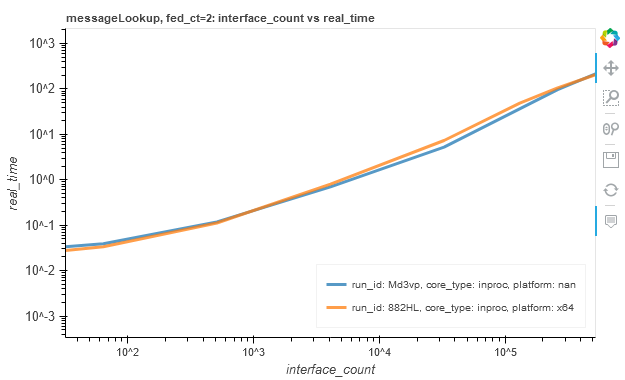 messageLookup, fed_ct=2: interface_count vs real_time
10^3
10^2
10^1
10^0
10^-1
10^-2
10^-3
real_time
run_id: Md3vp, core_type: inproc, platform: nan
run_id: 882HL, core_type: inproc, platform: x64
10^2
10^3
10^4
10^5
interface_count